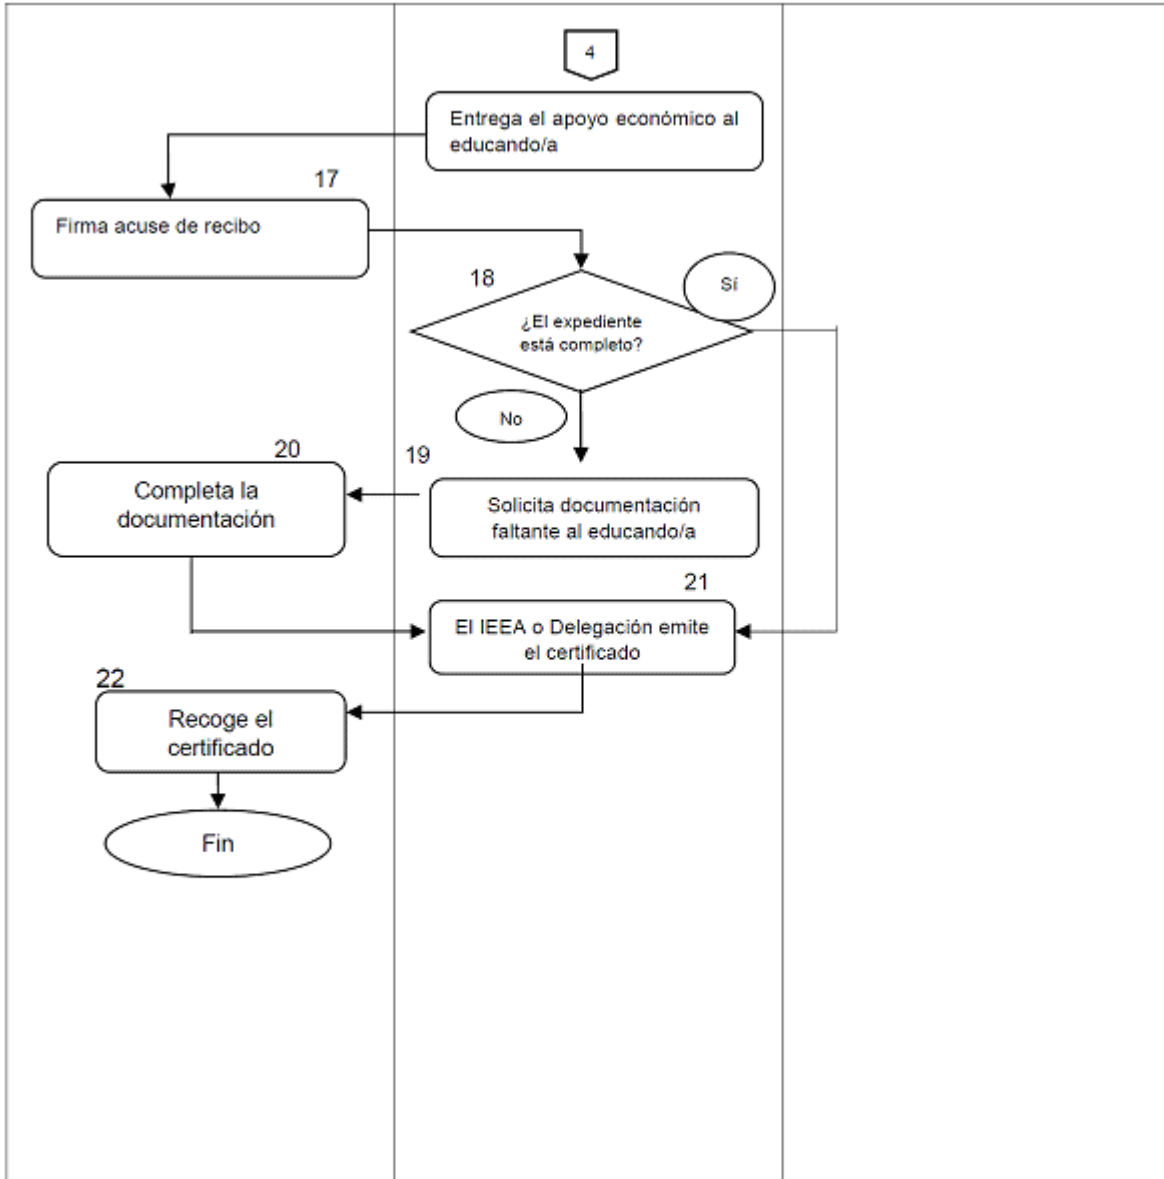 4
Entrega el apoyo económico al
educando/a
17
Firma acuse de recibo
18
Sí
¿El expediente
está completo?
No
20
19
Completa la
documentación
Solicita documentación
faltante al educando/a
21
El IEEA o Delegación emite
el certificado
22
Recoge el
certificado
Fin